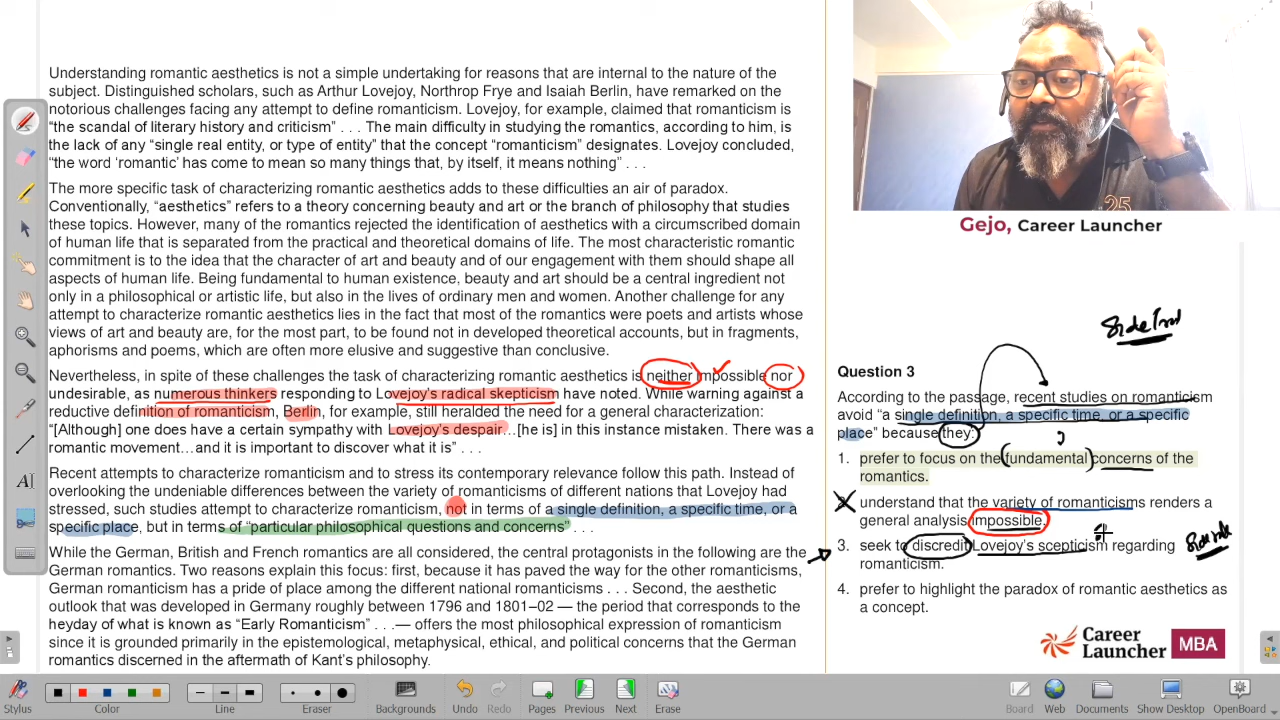 Understanding romantic aesthetics is not a simple undertaking for reasons that are internal to the nature of the
subject. Distinguished scholars, such as Arthur Lovejoy, Northrop Frye and Isaiah Berlin, have remarked on the
notorious challenges facing any attempt to define romanticism. Lovejoy, for example, claimed that romanticism is
“the scandal of literary history and criticism” . . . The main difficulty in studying the romantics, according to him, is
the lack of any “single real entity, or type of entity” that the concept “romanticism” designates. Lovejoy concluded,
“the word ‘romantic’ has come to mean so many things that, by itself, it means nothing” . . .
The more specific task of characterizing romantic aesthetics adds to these difficulties an air of paradox.
Conventionally, “aesthetics” refers to a theory concerning beauty and art or the branch of philosophy that studies
these topics. However, many of the romantics rejected the identification of aesthetics with a circumscribed domain
of human life that is separated from the practical and theoretical domains of life. The most characteristic romantic
commitment is to the idea that the character of art and beauty and of our engagement with them should shape all
aspects of human life. Being fundamental to human existence, beauty and art should be a central ingredient not
only in a philosophical or artistic life, but also in the lives of ordinary men and women. Another challenge for any
attempt to characterize romantic aesthetics lies in the fact that most of the romantics were poets and artists whose
views of art and beauty are, for the most part, to be found not in developed theoretical accounts, but in fragments,
aphorisms and poems, which are often more elusive and suggestive than conclusive.
Nevertheless, in spite of these challenges the task of characterizing romantic aesthetics is neither impossible nor
undesirable, as numerous thinkers responding to Lovejoy’s radical skepticism have noted. While warning against a
reductive definition of romanticism, Berlin, for example, still heralded the need for a general characterization:
“[Although] one does have a certain sympathy with Lovejoy’s despair…[he is] in this instance mistaken. There was a
romantic movement…and it is important to discover what it is” . . .
Recent attempts to characterize romanticism and to stress its contemporary relevance follow this path. Instead of
overlooking the undeniable differences between the variety of romanticisms of different nations that Lovejoy had
stressed, such studies attempt to characterize romanticism, not in terms of a single definition, a specific time, or a
specific place, but in terms of “particular philosophical questions and concerns” . . .
While the German, British and French romantics are all considered, the central protagonists in the following are the
German romantics. Two reasons explain this focus: first, because it has paved the way for the other romanticisms,
German romanticism has a pride of place among the different national romanticisms . . . Second, the aesthetic
outlook that was developed in Germany roughly between 1796 and 1801–02 — the period that corresponds to the
heyday of what is known as “Early Romanticism” . . .— offers the most philosophical expression of romanticism
since it is grounded primarily in the epistemological, metaphysical, ethical, and political concerns that the German
romantics discerned in the aftermath of Kant’s philosophy.
25
Gejo, Career Launcher
Question 3
According to the passage, recent studies on romanticism
avoid “a single definition, a specific time, or a specific
place” because they:
1. prefer to focus on the fundamental concerns of the
romantics.
2. understand that the variety of romanticisms renders a
general analysis impossible.
3. seek to discredit Lovejoy’s scepticism regarding
romanticism.
4. prefer to highlight the paradox of romantic aesthetics as
a concept.
Career
Launcher MBA
Stylus Color Line Eraser Backgrounds Undo Redo Pages Previous Next Erase Board Web Documents Show Desktop OpenBoard